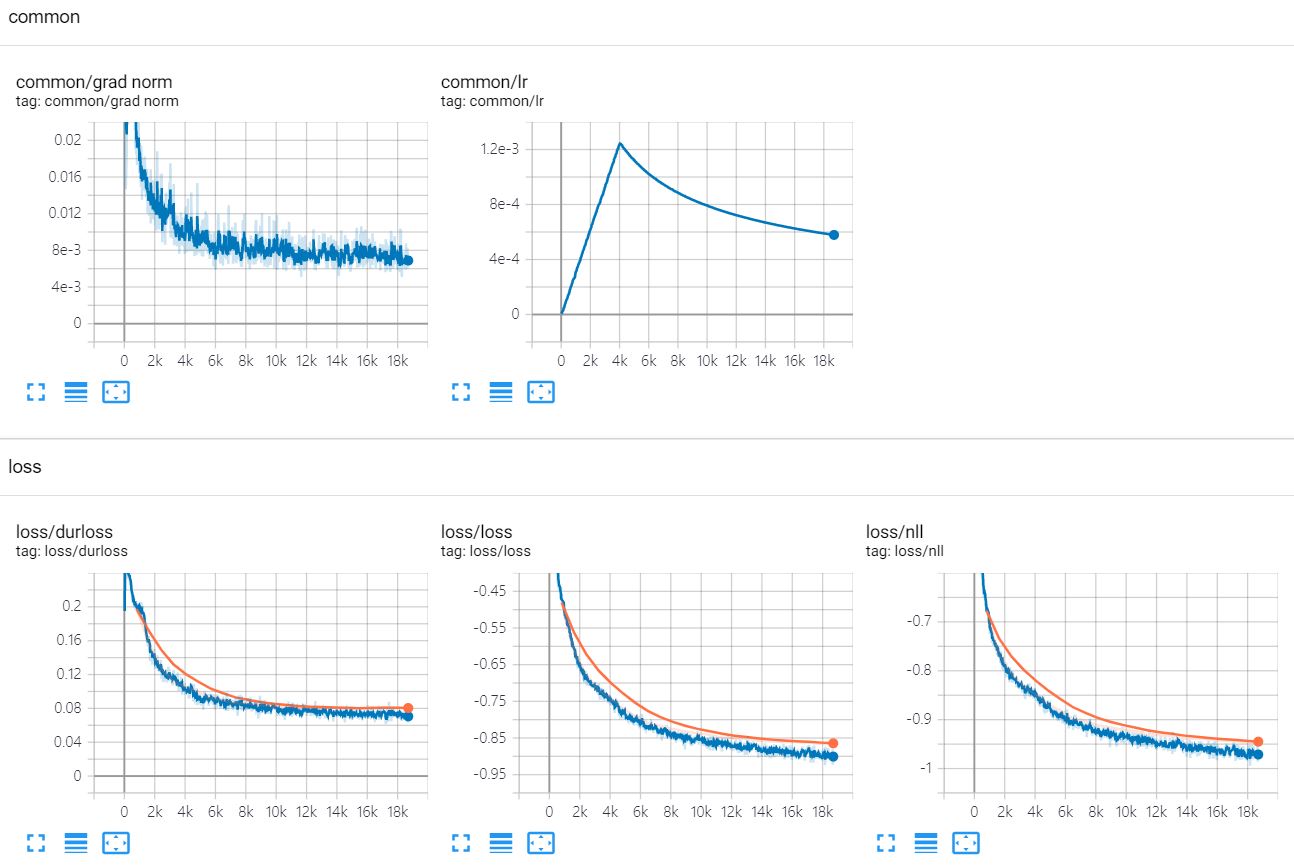 common
common/grad norm
tag: common/grad norm
0.02
0.016
0.012
8e-3
4e-3
0
0 2k 4k 6k 8k 10k 12k 14k 16k 18k
common/lr
tag: common/lr
1.2e-3
8e-4
4e-4
0
0 2k 4k 6k 8k 10k 12k 14k 16k 18k
loss
loss/durloss
tag: loss/durloss
0.2
0.16
0.12
0.08
0.04
0
0 2k 4k 6k 8k 10k 12k 14k 16k 18k
loss/loss
tag: loss/loss
-0.45
-0.55
-0.65
-0.75
-0.85
-0.95
0 2k 4k 6k 8k 10k 12k 14k 16k 18k
loss/nll
tag: loss/nll
-0.7
-0.8
-0.9
-1
0 2k 4k 6k 8k 10k 12k 14k 16k 18k